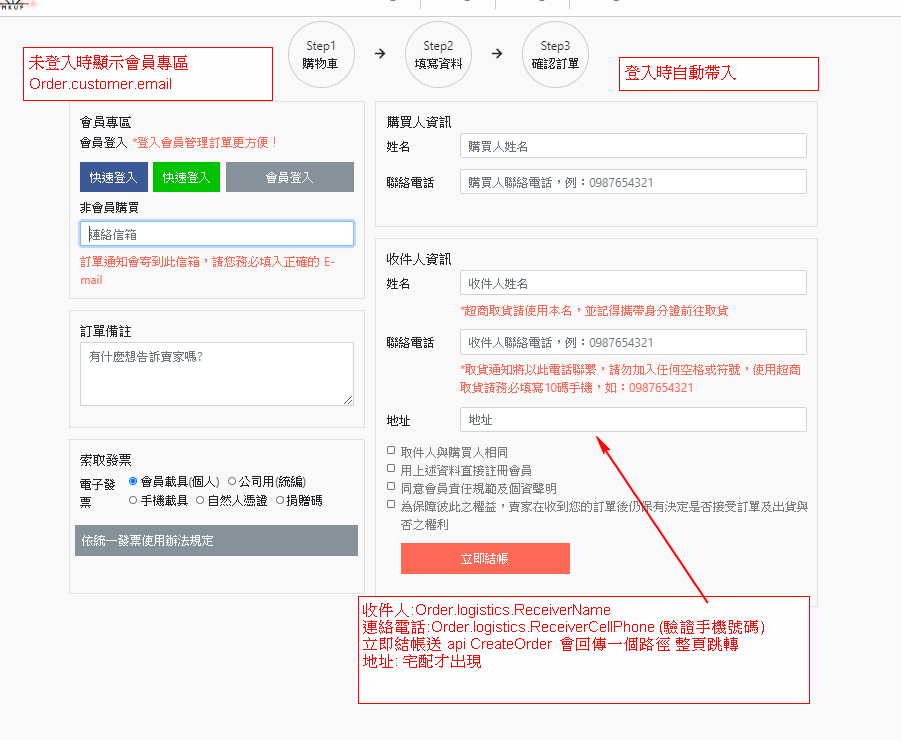 MKUP
Step1
購物車
Step2
填寫資料
Step3
確認訂單
未登入時顯示會員專區
Order.customer.email
登入時自動帶入
會員專區
會員登入 *登入會員管理訂單更方便！
快速登入 快速登入 會員登入
非會員購買
連絡信箱
訂單通知會寄到此信箱，請您務必填入正確的 E-
mail
訂單備註
有什麼想告訴賣家嗎?
索取發票
電子發
票
會員載具(個人) 公司用(統編)
手機載具 自然人憑證 捐贈碼
依統一發票使用辦法規定
購買人資訊
姓名 購買人姓名
聯絡電話 購買人聯絡電話，例：0987654321
收件人資訊
姓名 收件人姓名
*超商取貨請使用本名，並記得攜帶身分證前往取貨
聯絡電話 收件人聯絡電話，例：0987654321
*取貨通知將以此電話聯繫，請勿加入任何空格或符號，使用超商
取貨請務必填寫10碼手機，如：0987654321
地址 地址
取件人與購買人相同
用上述資料直接註冊會員
同意會員責任規範及個資聲明
為保障彼此之權益，賣家在收到您的訂單後仍保有決定是否接受訂單及出貨與
否之權利
立即結帳
收件人:Order.logistics.ReceiverName
連絡電話:Order.logistics.ReceiverCellPhone (驗證手機號碼)
立即結帳送 api CreateOrder 會回傳一個路徑 整頁跳轉
地址: 宅配才出現